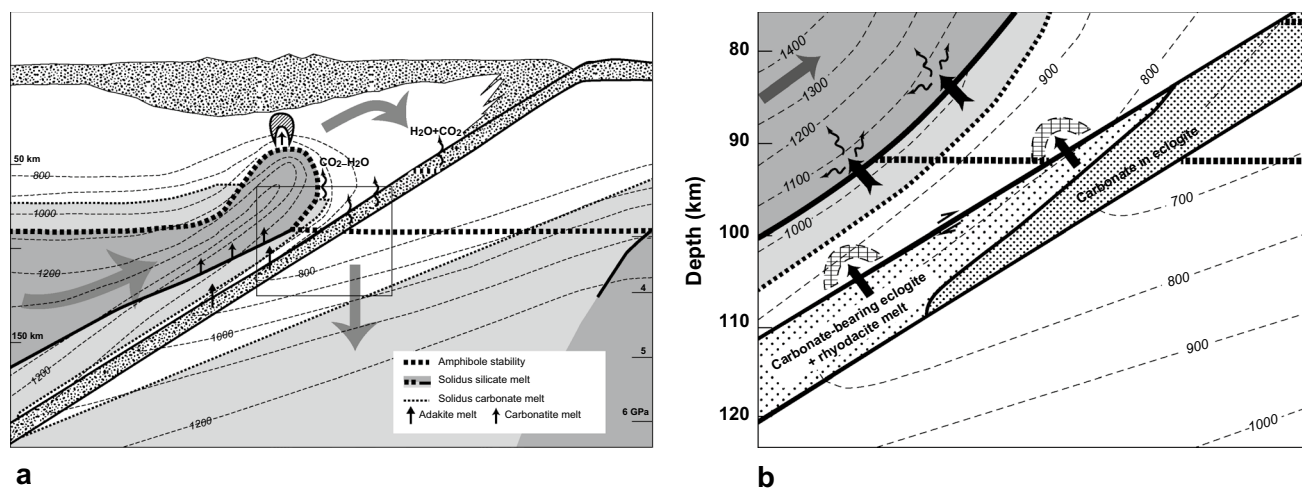 H₂O+CO₂
CO₂-H₂O
50 km
800
1000
1200
800
150 km
1000
1200
1200
4
5
6 GPa
Amphibole stability
Solidus silicate melt
Solidus carbonate melt
Adakite melt
Carbonatite melt
a
b
Depth (km)
80
90
100
110
120
1400
1300
1200
1100
1000
900
800
700
800
900
1000
Carbonate in eclogite
Carbonate-bearing eclogite
+ rhyodacite melt